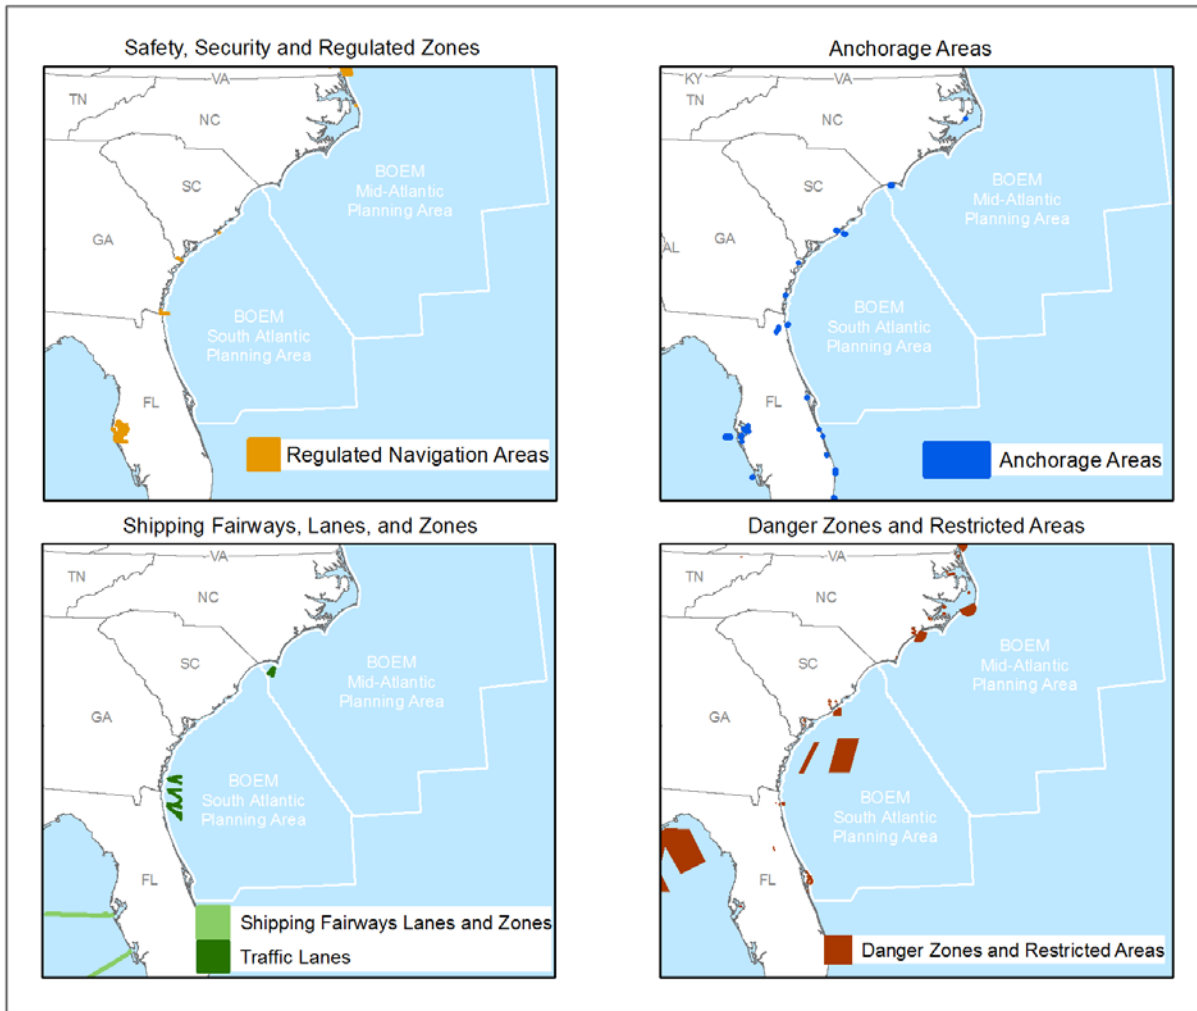 Safety, Security and Regulated Zones
VA
TN
NC
SC
GA
FL
BOEM
Mid-Atlantic
Planning Area
BOEM
South Atlantic
Planning Area
Regulated Navigation Areas
Anchorage Areas
KY
VA
TN
NC
SC
AL
GA
FL
BOEM
Mid-Atlantic
Planning Area
BOEM
South Atlantic
Planning Area
Anchorage Areas
Shipping Fairways, Lanes, and Zones
VA
TN
NC
SC
GA
FL
BOEM
Mid-Atlantic
Planning Area
BOEM
South Atlantic
Planning Area
Shipping Fairways Lanes and Zones
Traffic Lanes
Danger Zones and Restricted Areas
VA
TN
NC
SC
GA
FL
BOEM
Mid-Atlantic
Planning Area
BOEM
South Atlantic
Planning Area
Danger Zones and Restricted Areas